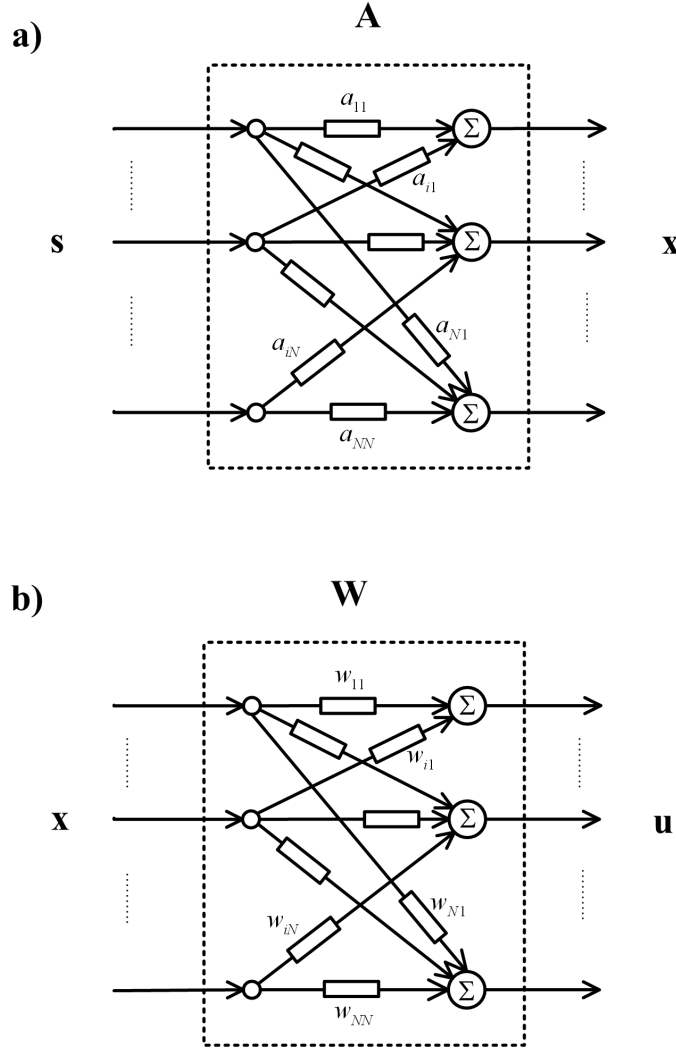 A
a)
a11
Σ
ai1
s
Σ
x
aiN
aN1
Σ
aNN
W
b)
w11
Σ
wi1
x
Σ
u
wiN
wN1
Σ
wNN